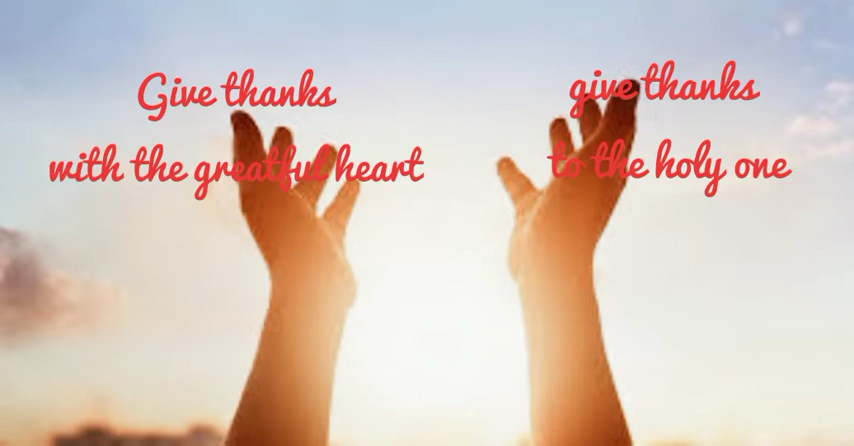 Give thanks
with the greatful heart
give thanks
to the holy one